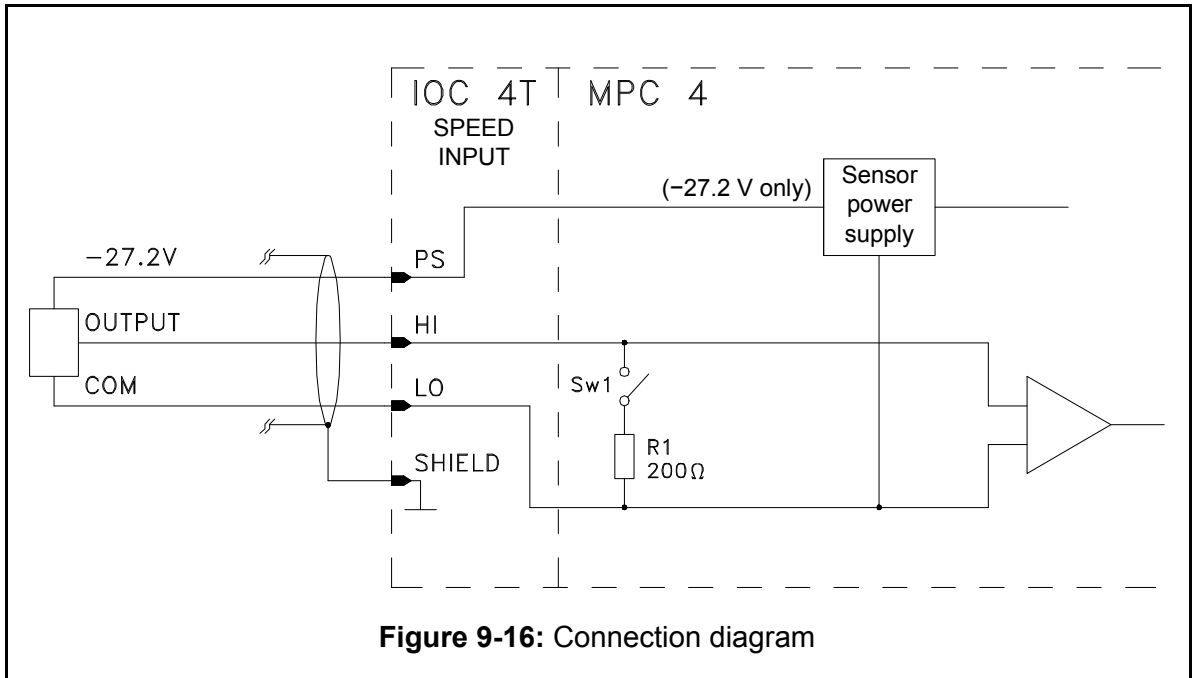 IOC 4T
MPC 4
SPEED
INPUT
(−27.2 V only)
Sensor
power
supply
−27.2V
PS
OUTPUT
HI
COM
LO
Sw1
R1
200Ω
SHIELD
Figure 9-16: Connection diagram